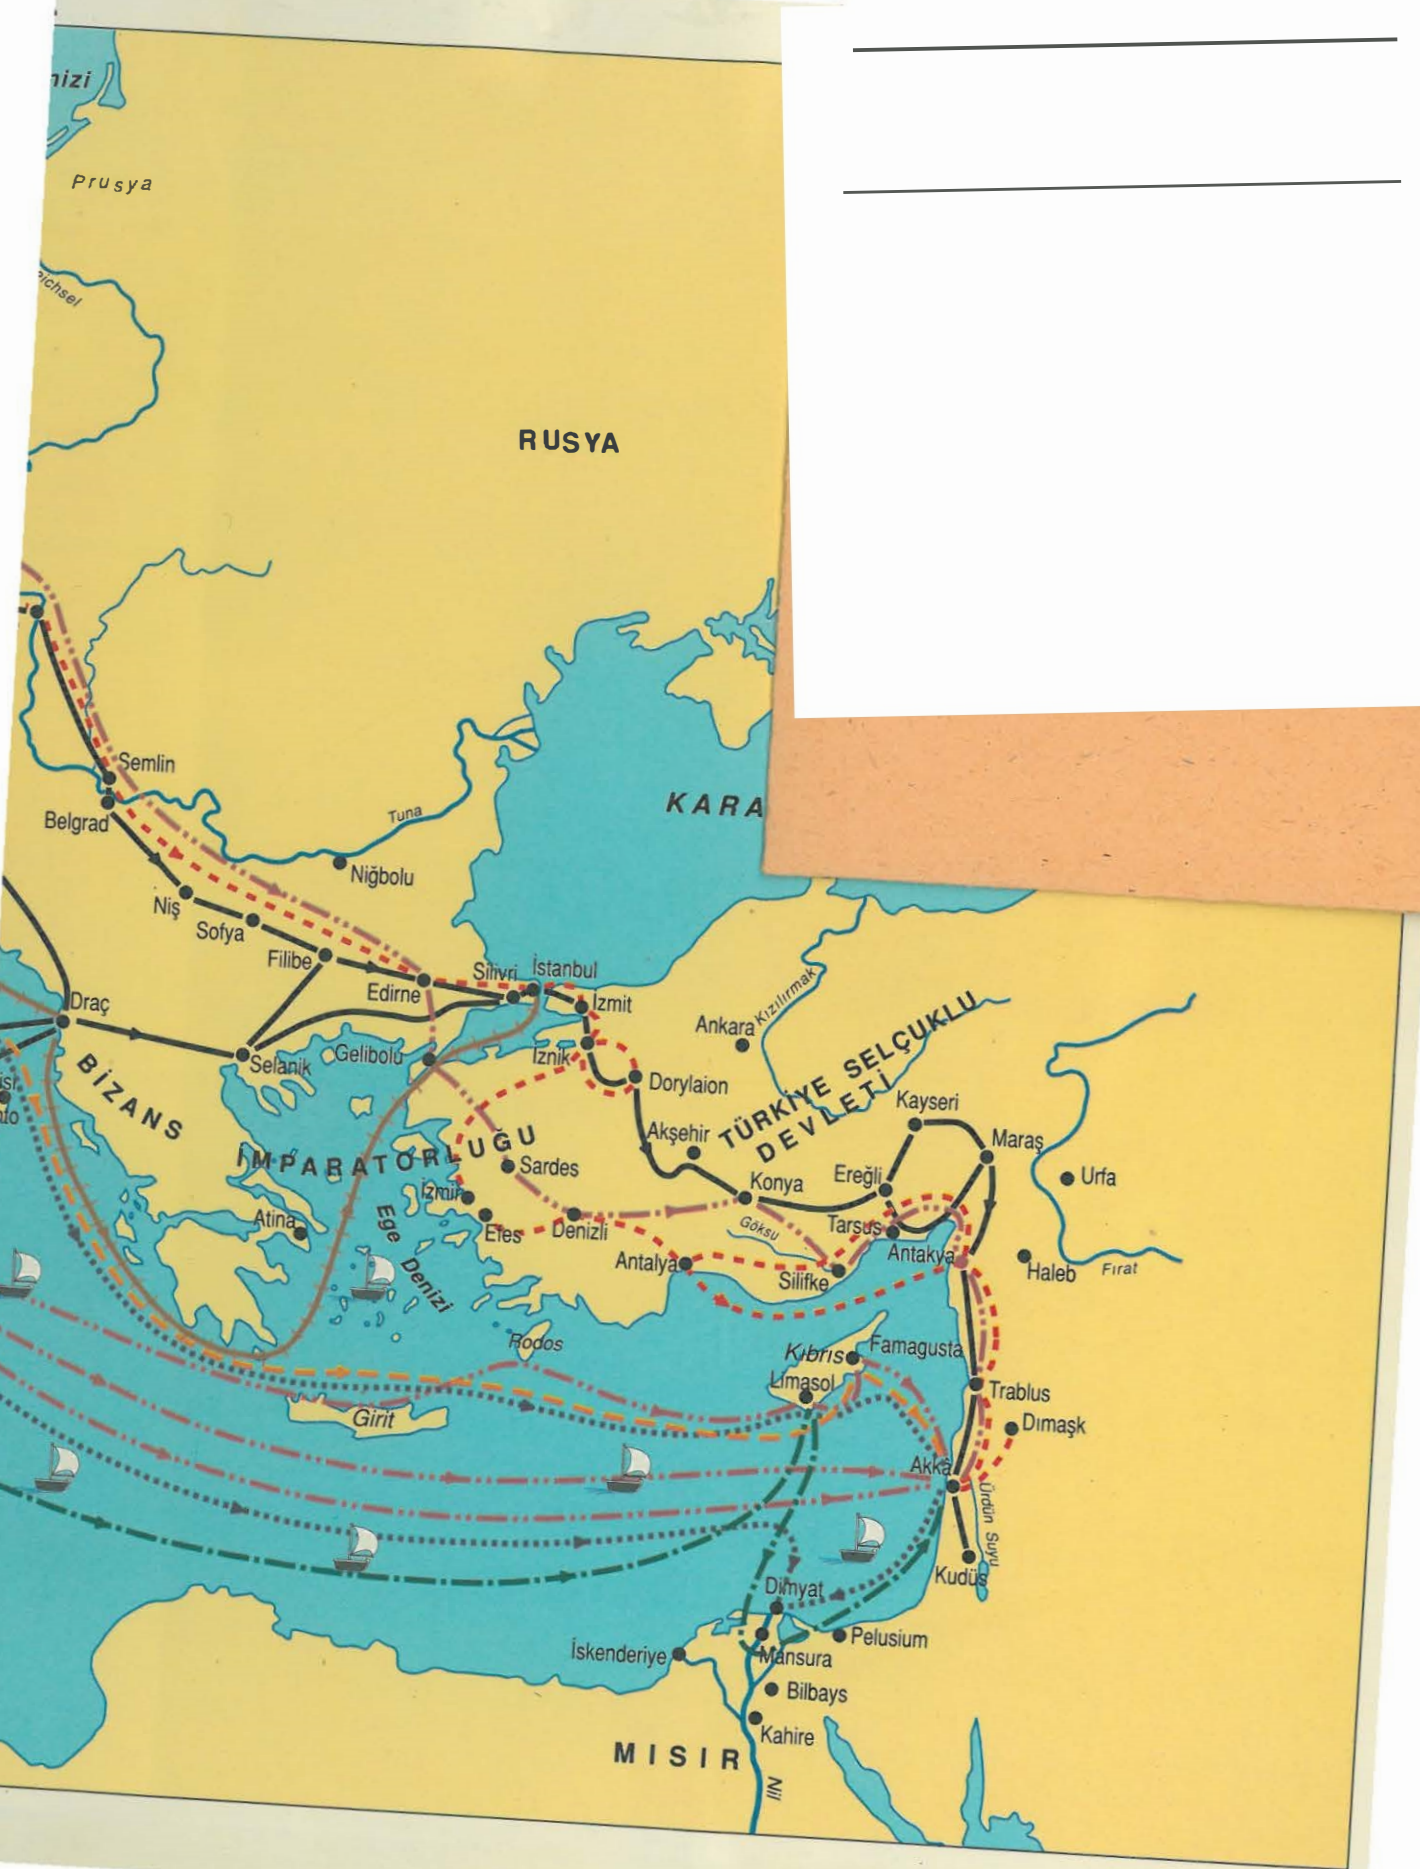 Prusya
RUSYA
Semlin
KARA
Tuna
Belgrad
Niğbolu
Niş
Sofya
Filibe
Silivri
İstanbul
Edirne
İzmit
Draç
Kızılırmak
Ankara
Gelibolu
İznik
Selanik
BİZANS
Dorylaion
TÜRKİYE SELÇUKLU
DEVLETİ
Kayseri
Akşehir
Maraş
İMPARATORLUĞU
Sardes
Konya
Ereğli
Urfa
İzmir
Atina
Efes
Denizli
Göksu
Tarsus
Ege Denizi
Antalya
Silifke
Antakya
Haleb
Fırat
Rodos
Kıbrıs
Famagusta
Limasol
Trablus
Girit
Dımaşk
Akkâ
Ürdün Suyu
Kudüs
Dimyat
İskenderiye
Mansura
Pelusium
Bilbays
Kahire
MISIR
Nil